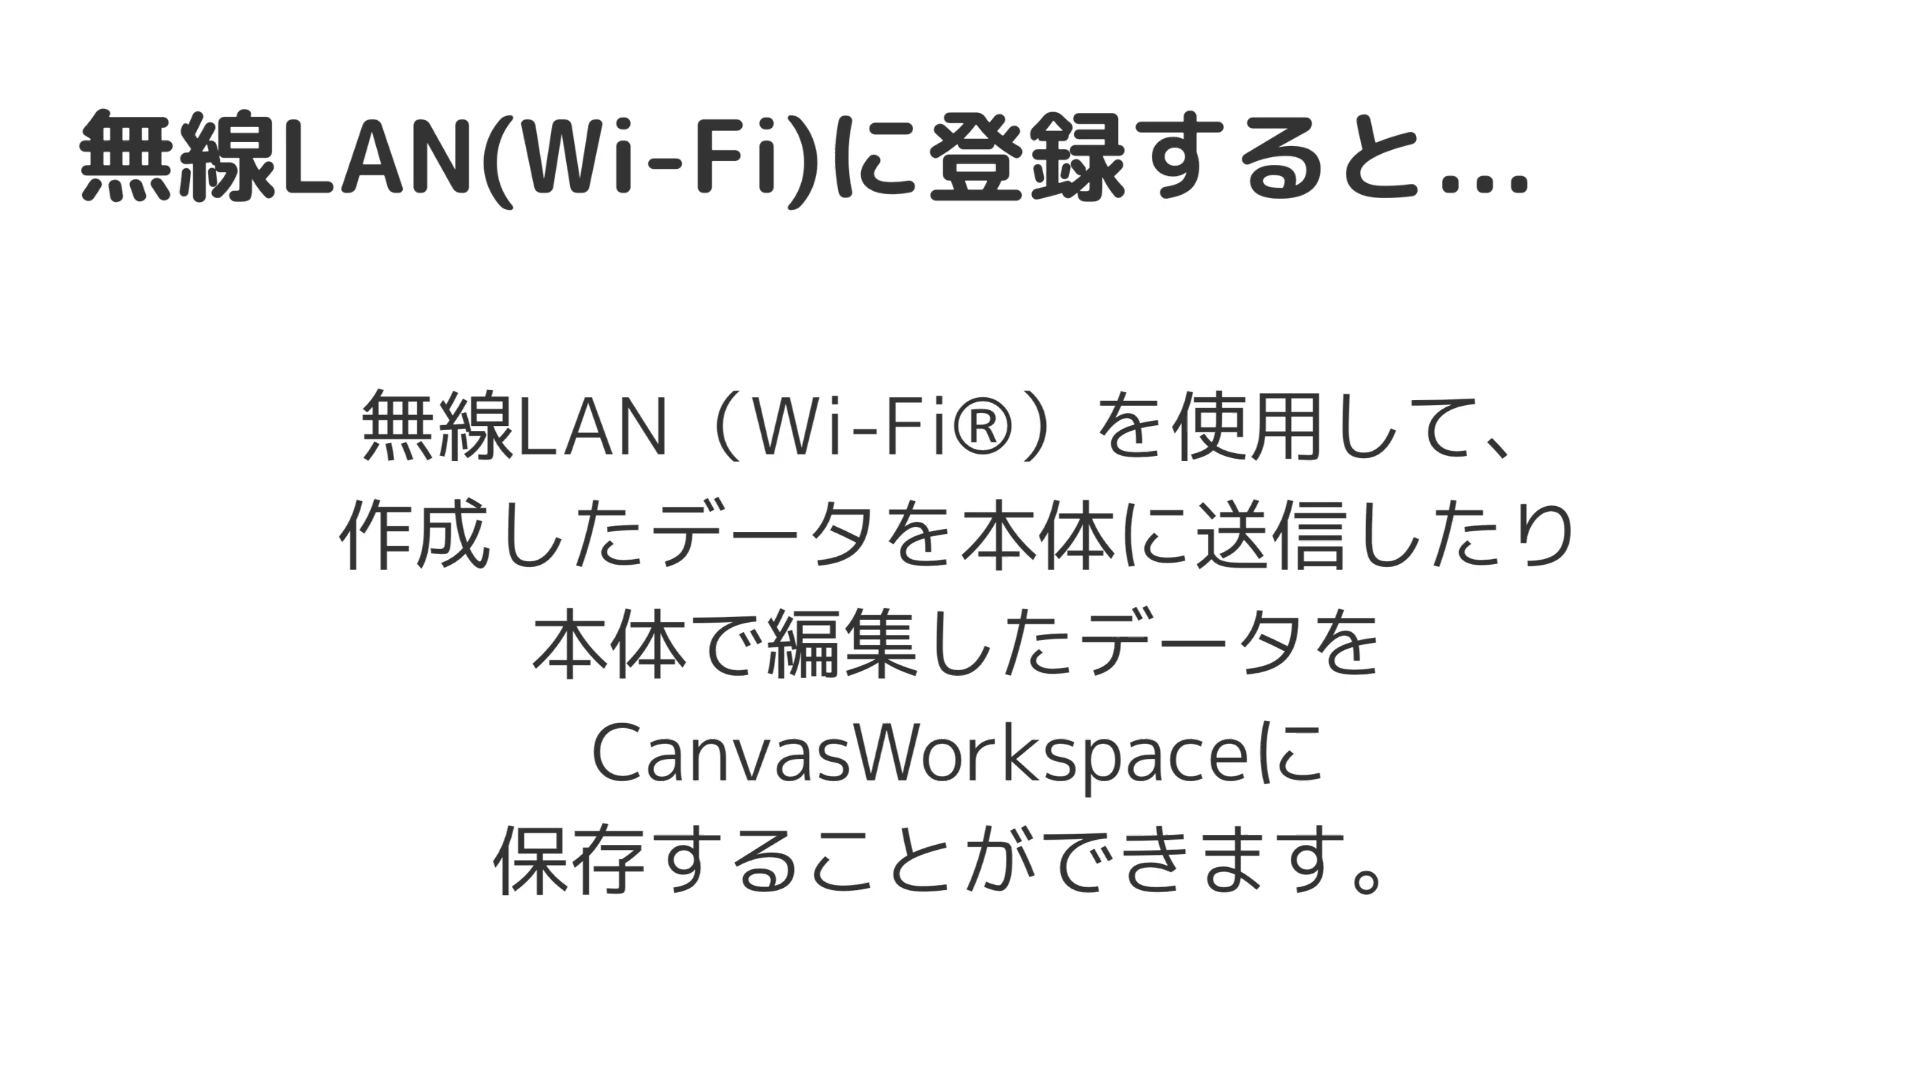 無線LAN(Wi-Fi)に登録すると...
無線LAN（Wi-Fi®）を使用して、
作成したデータを本体に送信したり
本体で編集したデータを
CanvasWorkspaceに
保存することができます。